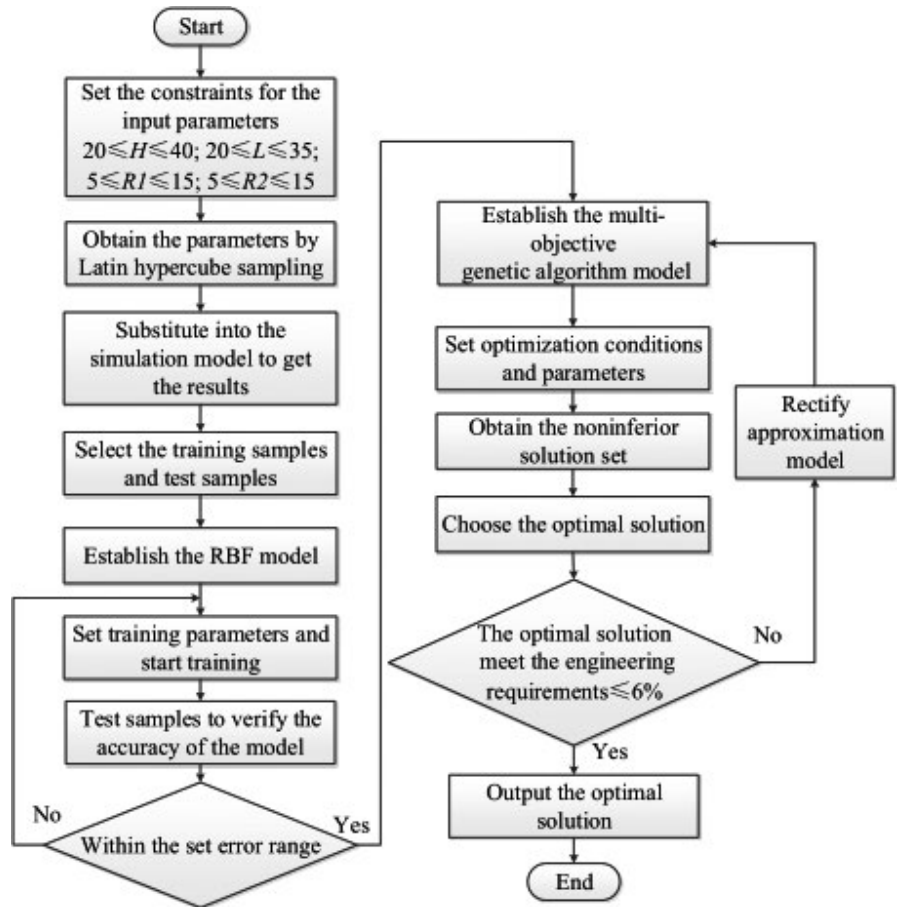 Start
Set the constraints for the
input parameters
20≤H≤40; 20≤L≤35;
5≤R1≤15; 5≤R2≤15
Obtain the parameters by
Latin hypercube sampling
Substitute into the
simulation model to get
the results
Select the training samples
and test samples
Establish the RBF model
Set training parameters and
start training
Test samples to verify the
accuracy of the model
No
Yes
Within the set error range
Establish the multi-
objective
genetic algorithm model
Set optimization conditions
and parameters
Obtain the noninferior
solution set
Choose the optimal solution
The optimal solution
meet the engineering
requirements≤6%
No
Rectify
approximation
model
Yes
Output the optimal
solution
End